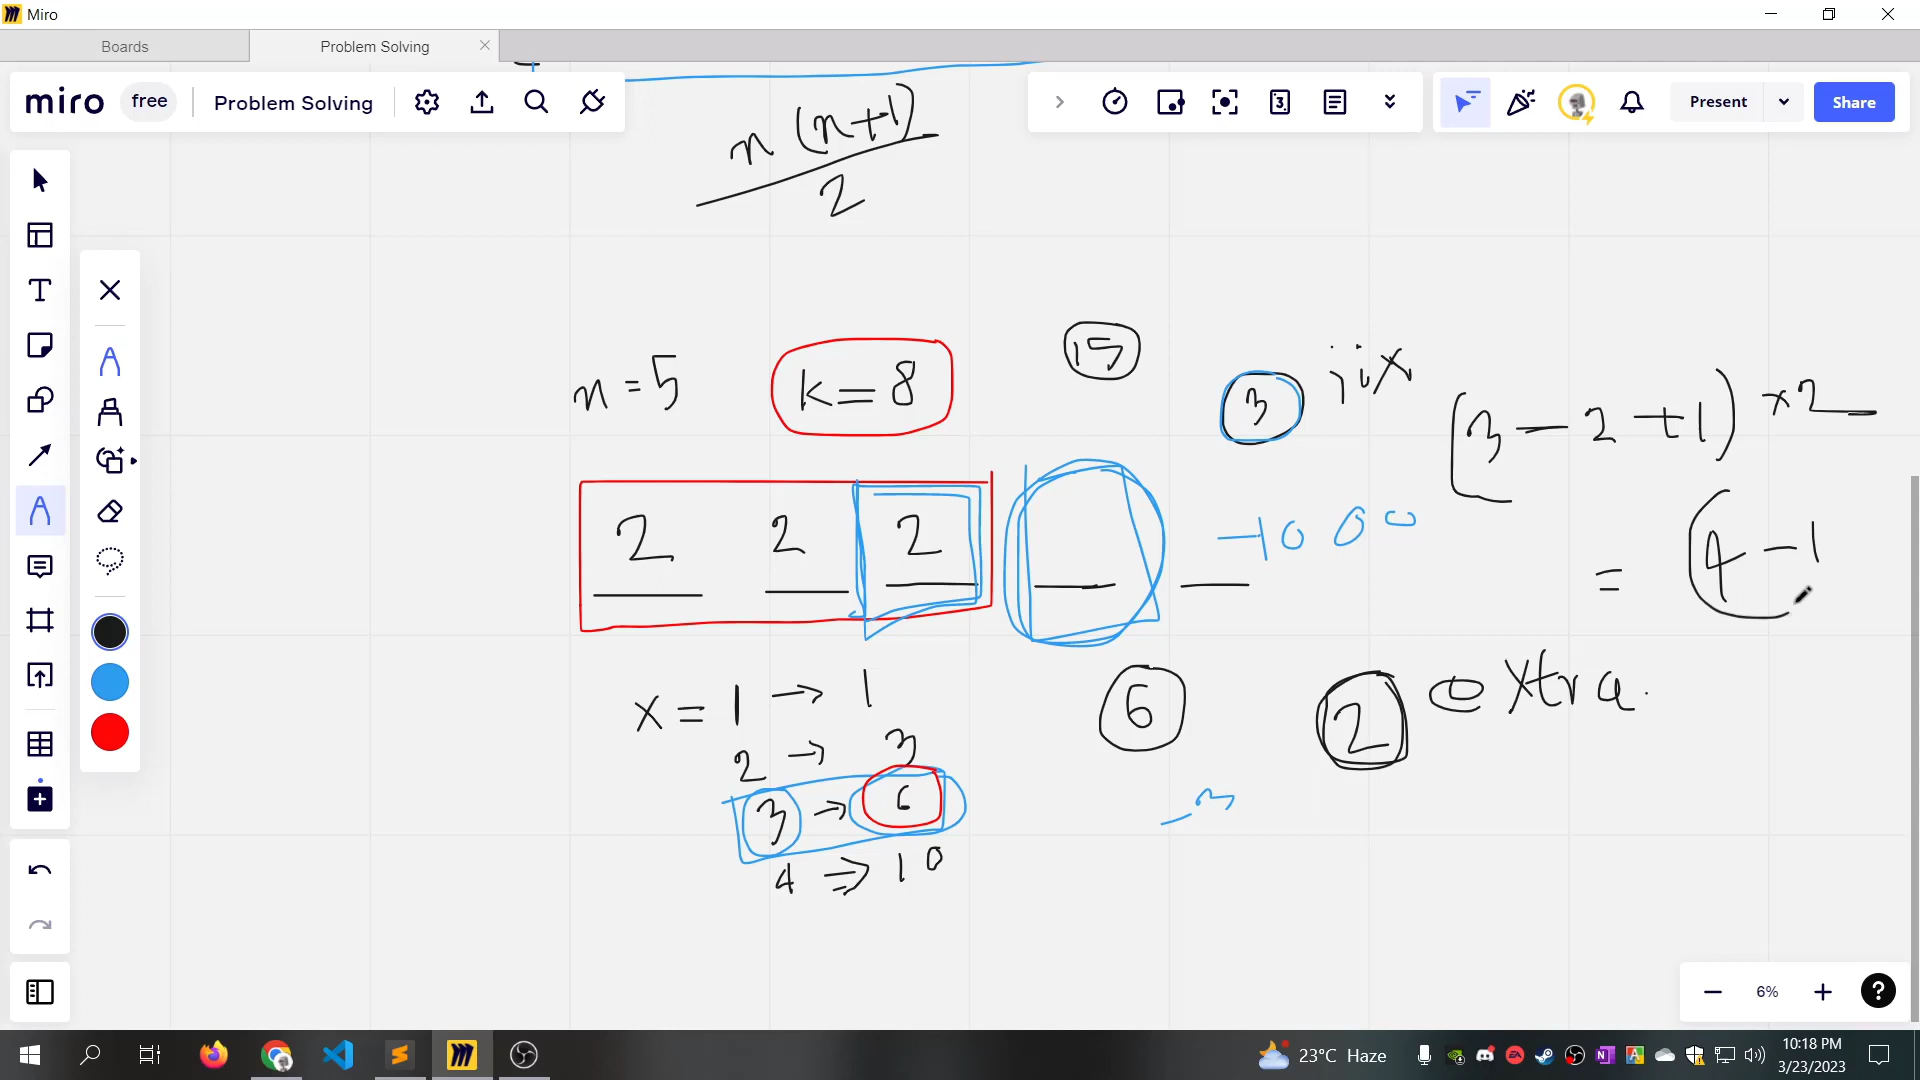 Miro
Boards
Problem Solving
miro
free
Problem Solving
Present
Share
n(n+1)
2
n = 5
k = 8
15
3
(3 - 2 + 1) × 2
2 2 2
-1000
= (4 - 1
x = 1 → 1
2 → 3
3 → 6
4 ⇒ 10
6
2
extra.
-3
6%
23°C Haze
10:18 PM
3/23/2023